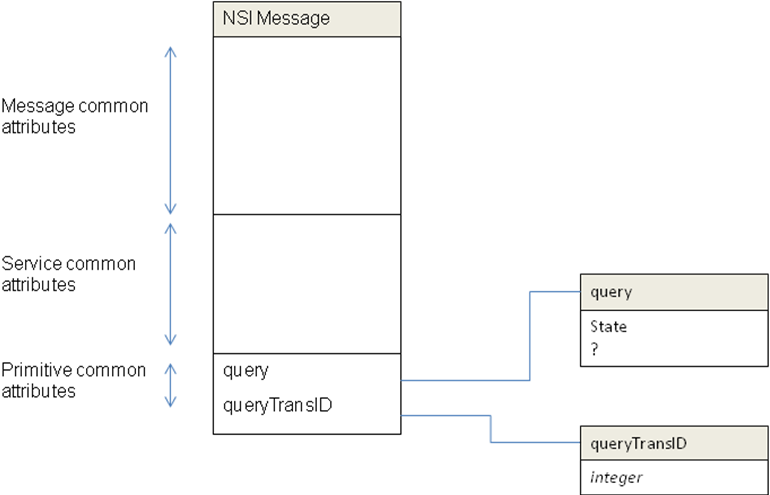 NSI Message
Message common
attributes
Service common
attributes
Primitive common
attributes
query
queryTransID
query
State
?
queryTransID
integer